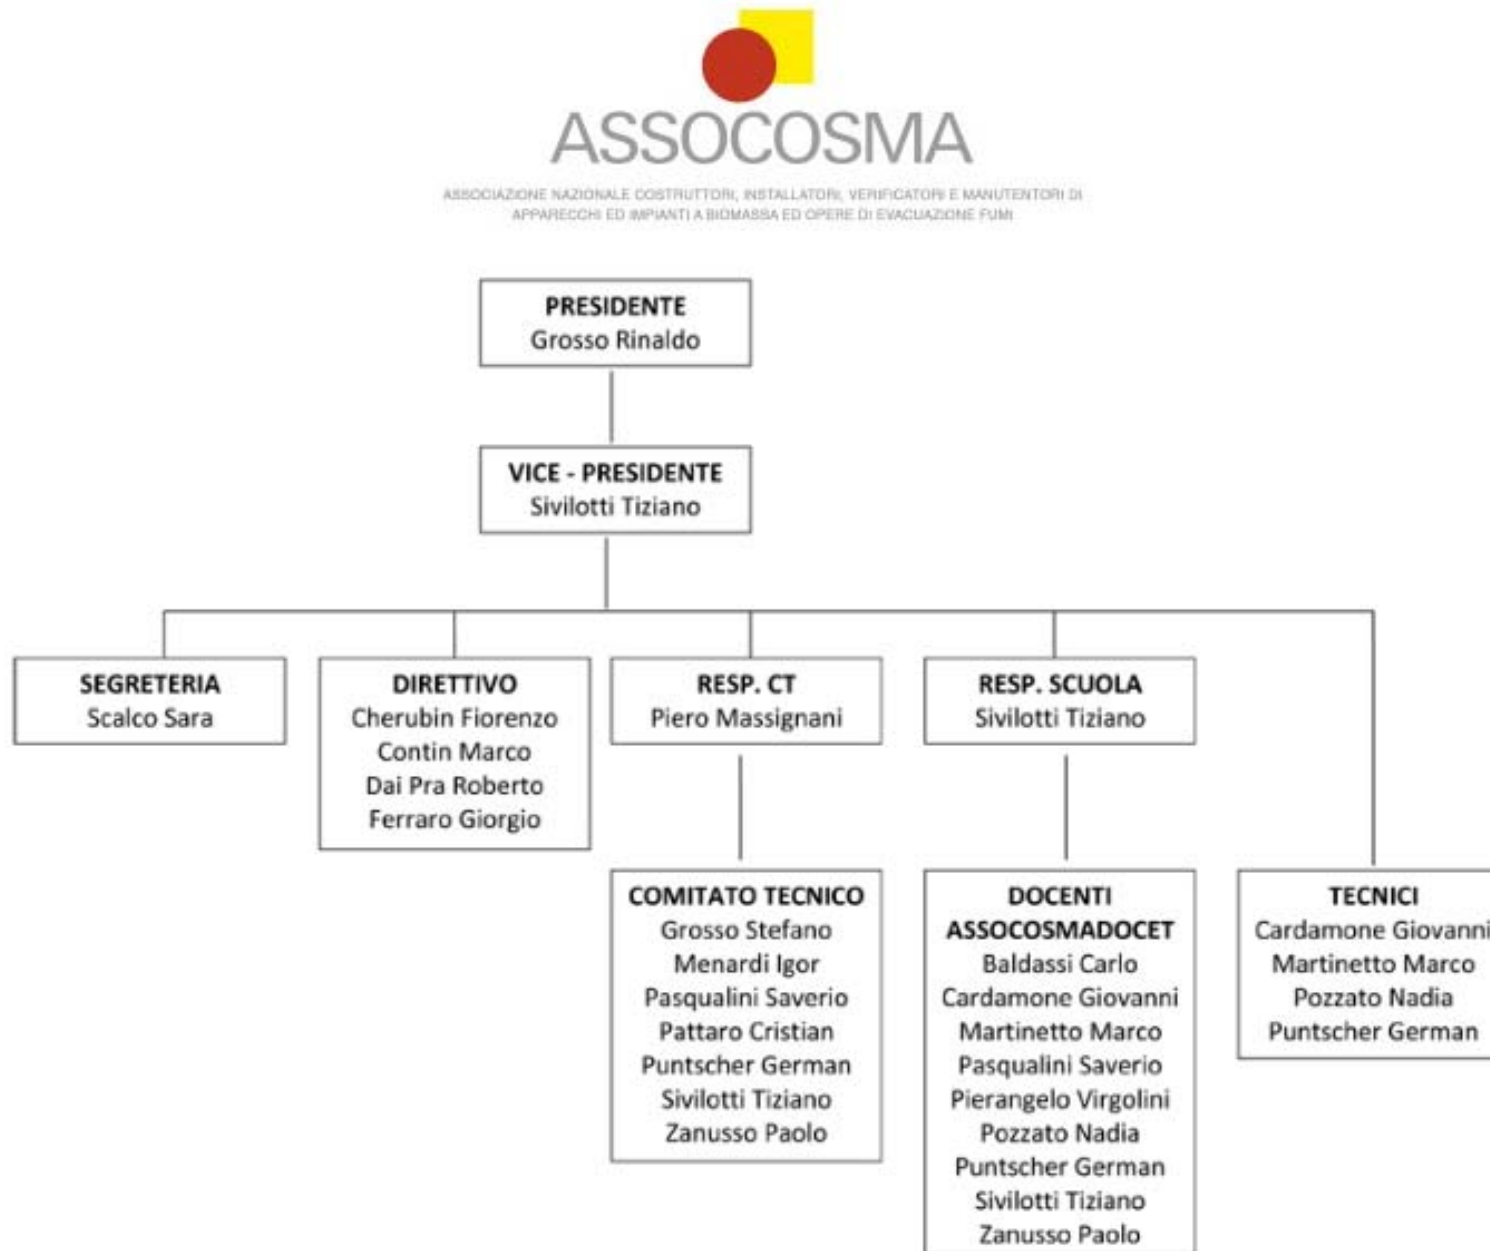 ASSOCOSMA
ASSOCIAZIONE NAZIONALE COSTRUTTORI, INSTALLATORI, VERIFICATORI E MANUTENTORI DI
APPARECCHI ED IMPIANTI A BIOMASSA ED OPERE DI EVACUAZIONE FUMI
PRESIDENTE
Grosso Rinaldo
VICE - PRESIDENTE
Sivilotti Tiziano
SEGRETERIA
Scalco Sara
DIRETTIVO
Cherubin Fiorenzo
Contin Marco
Dai Pra Roberto
Ferraro Giorgio
RESP. CT
Piero Massignani
RESP. SCUOLA
Sivilotti Tiziano
COMITATO TECNICO
Grosso Stefano
Menardi Igor
Pasqualini Saverio
Pattaro Cristian
Puntscher German
Sivilotti Tiziano
Zanusso Paolo
DOCENTI
ASSOCOSMADOCET
Baldassi Carlo
Cardamone Giovanni
Martinetto Marco
Pasqualini Saverio
Pierangelo Virgolini
Pozzato Nadia
Puntscher German
Sivilotti Tiziano
Zanusso Paolo
TECNICI
Cardamone Giovanni
Martinetto Marco
Pozzato Nadia
Puntscher German